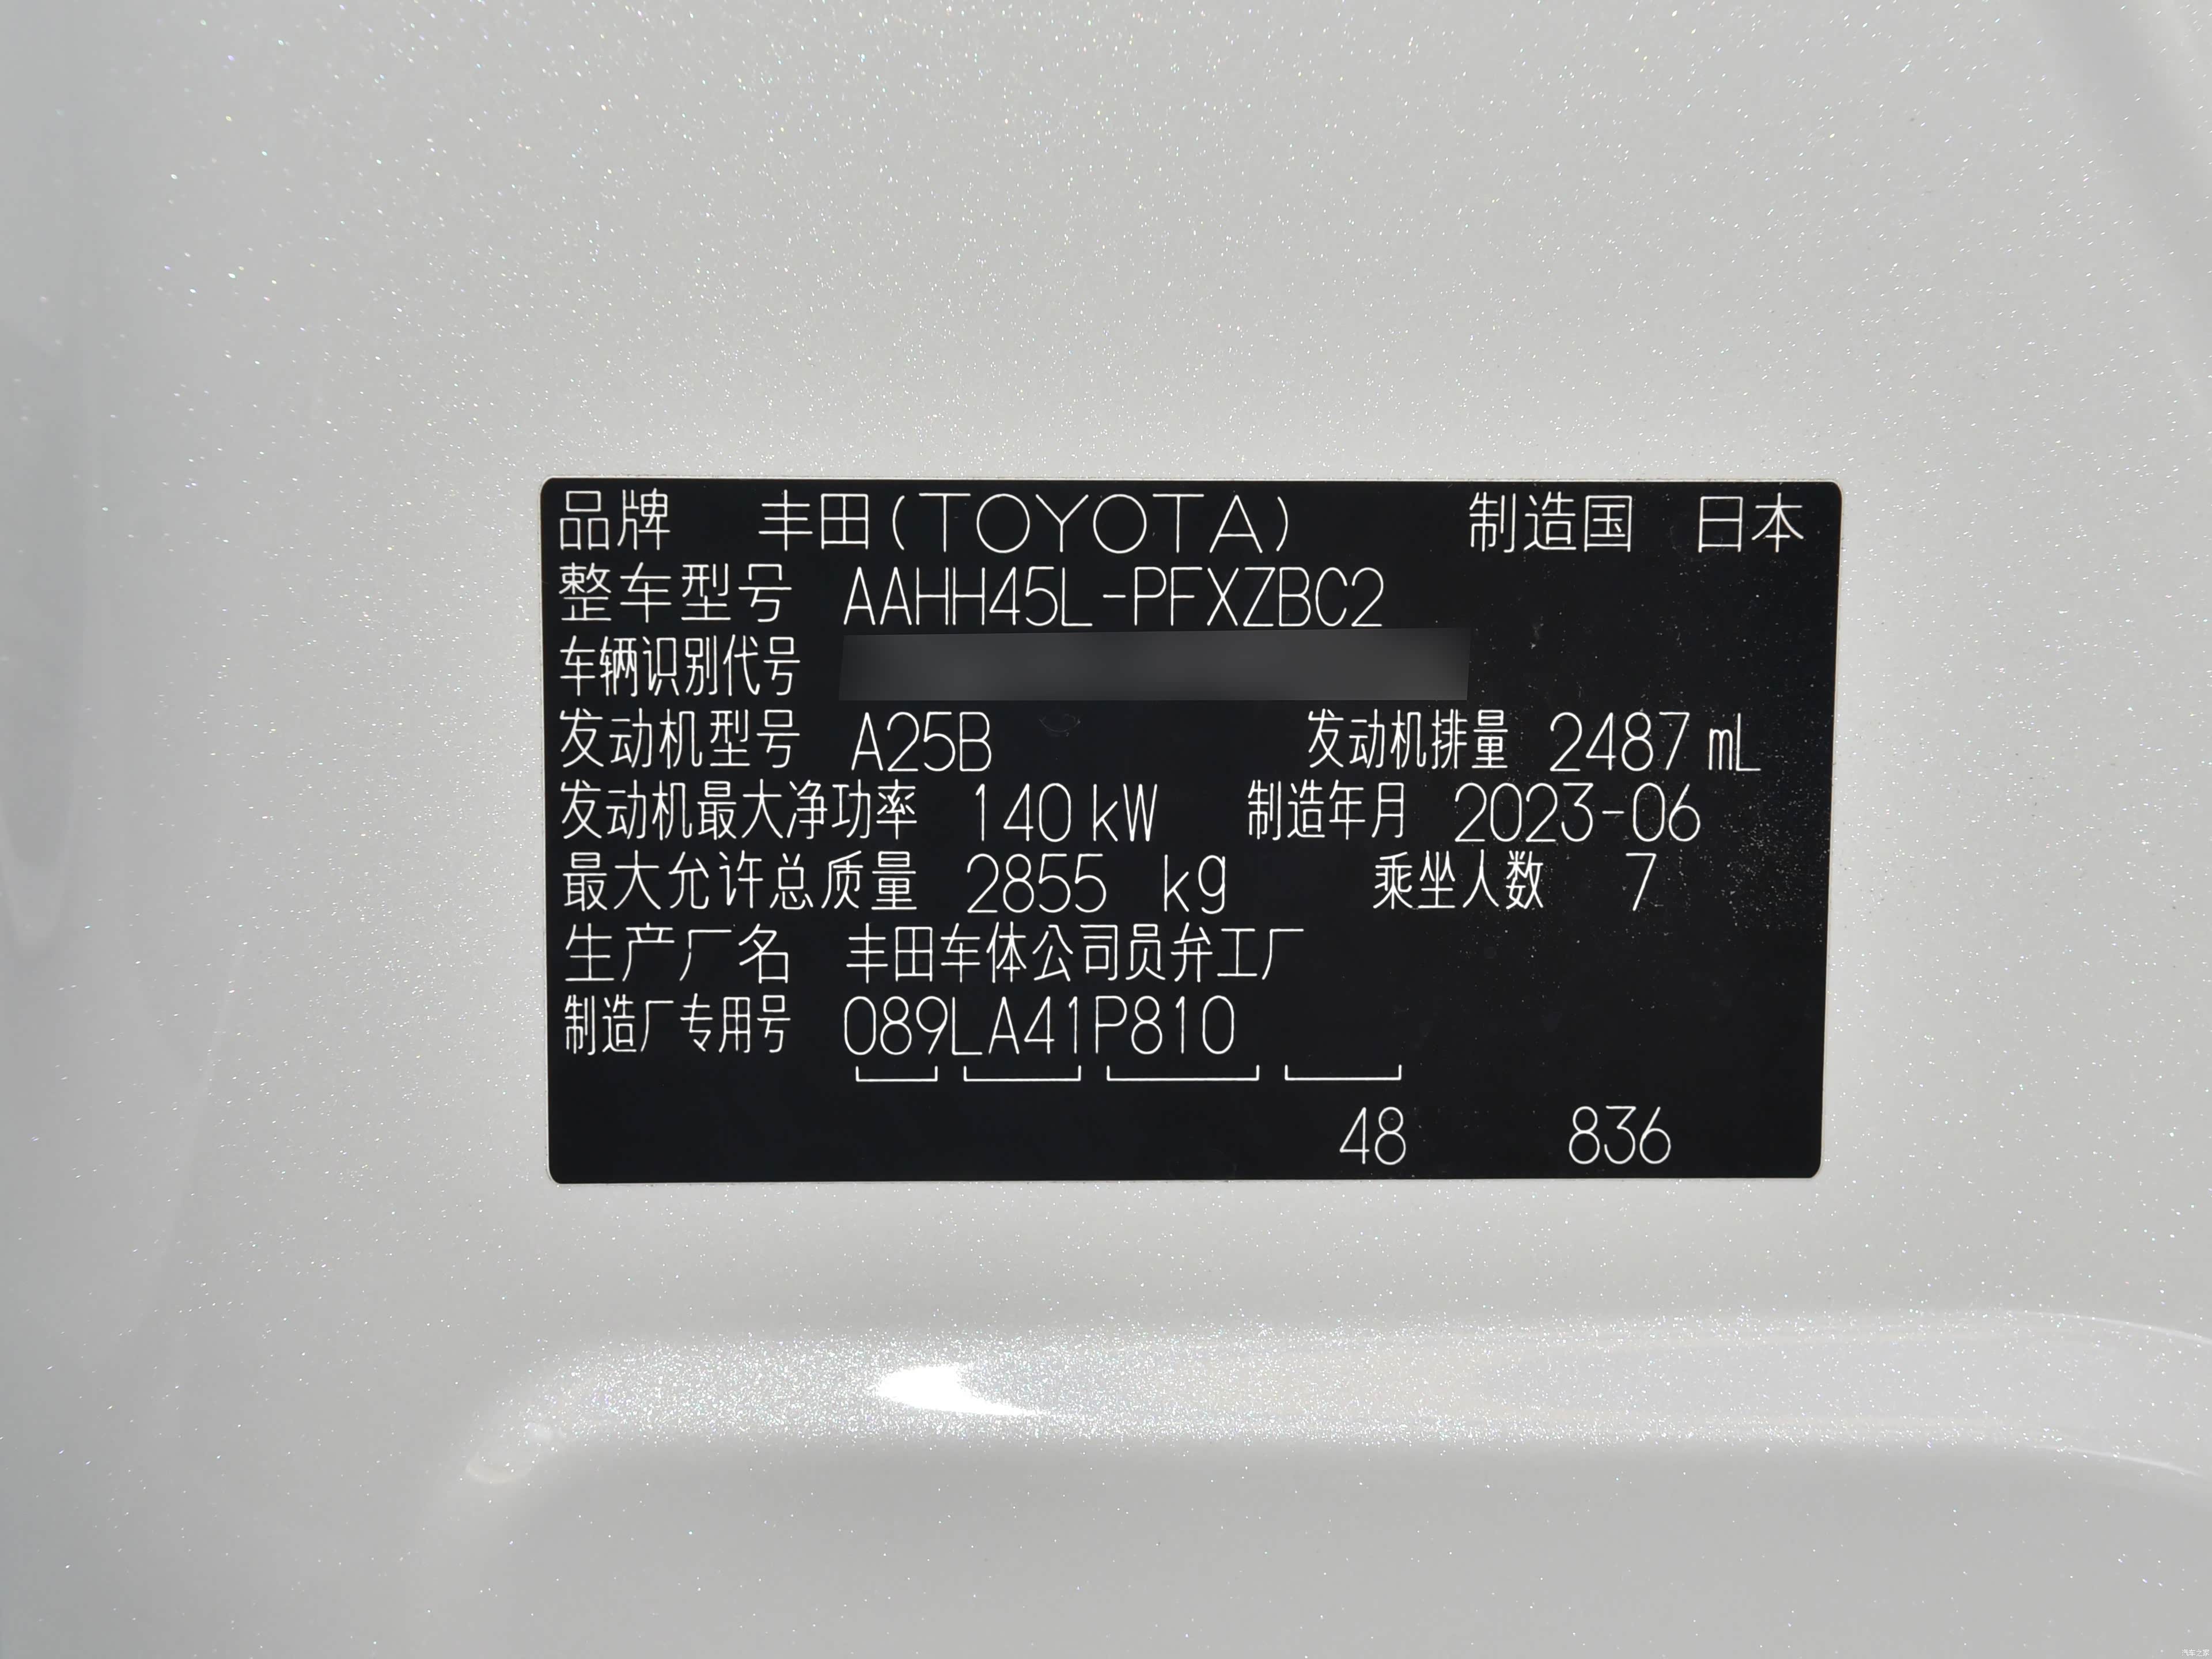 品牌 丰田(TOYOTA) 制造国 日本
整车型号 AAHH45L-PFXZBC2
车辆识别代号
发动机型号 A25B 发动机排量 2487 mL
发动机最大净功率 140 kW 制造年月 2023-06
最大允许总质量 2855 kg 乘坐人数 7
生产厂名 丰田车体公司员弁工厂
制造厂专用号 089LA41P810
48 836
汽车之家